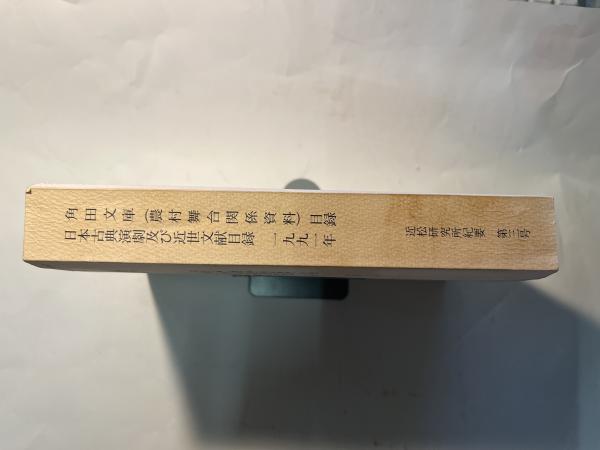 角田文庫(農村舞台関係資料)目録
日本古典演劇及び近世文献目録 一九九一年
近松研究所紀要 第三号